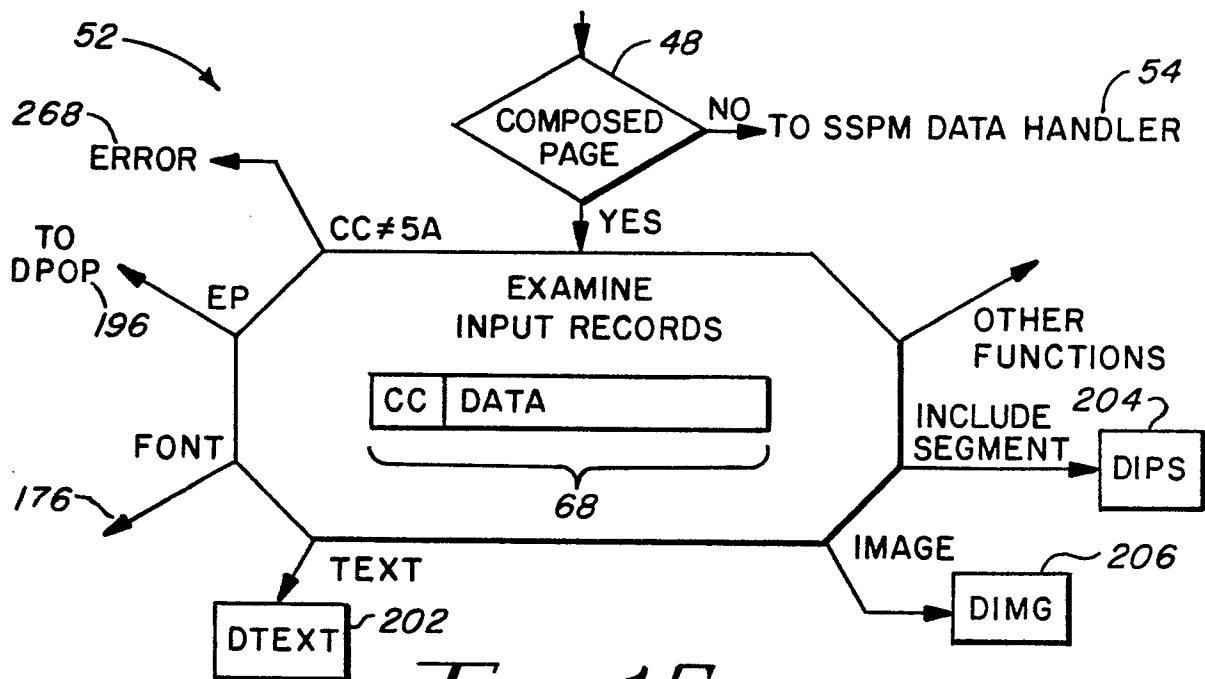 52
48
54
268
COMPOSED
PAGE
NO
TO SSPM DATA HANDLER
ERROR
YES
CC≠5A
TO
DPOP
196
EP
EXAMINE
INPUT RECORDS
OTHER
FUNCTIONS
CC DATA
204
INCLUDE
SEGMENT
DIPS
FONT
68
176
TEXT
IMAGE
206
DIMG
DTEXT
202